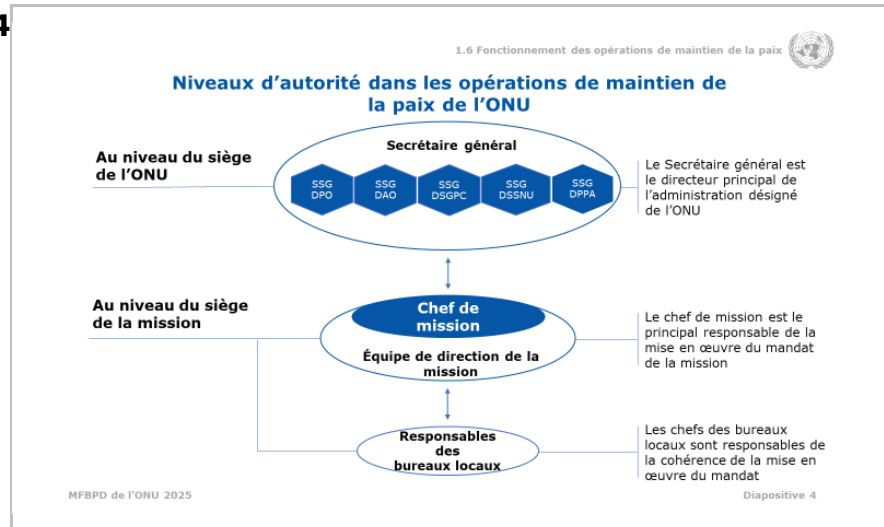 4
1.6 Fonctionnement des opérations de maintien de la paix
Niveaux d’autorité dans les opérations de maintien de
la paix de l’ONU
Au niveau du siège
de l’ONU
Secrétaire général
SSG
DPO
SSG
DAO
SSG
DSGPC
SSG
DSSNU
SSG
DPPA
Le Secrétaire général est
le directeur principal de
l’administration désigné
de l’ONU
Au niveau du siège
de la mission
Chef de
mission
Équipe de direction de la
mission
Le chef de mission est le
principal responsable de la
mise en œuvre du mandat
de la mission
Responsables
des
bureaux locaux
Les chefs des bureaux
locaux sont responsables de
la cohérence de la mise en
œuvre du mandat
MFBPD de l’ONU 2025
Diapositive 4